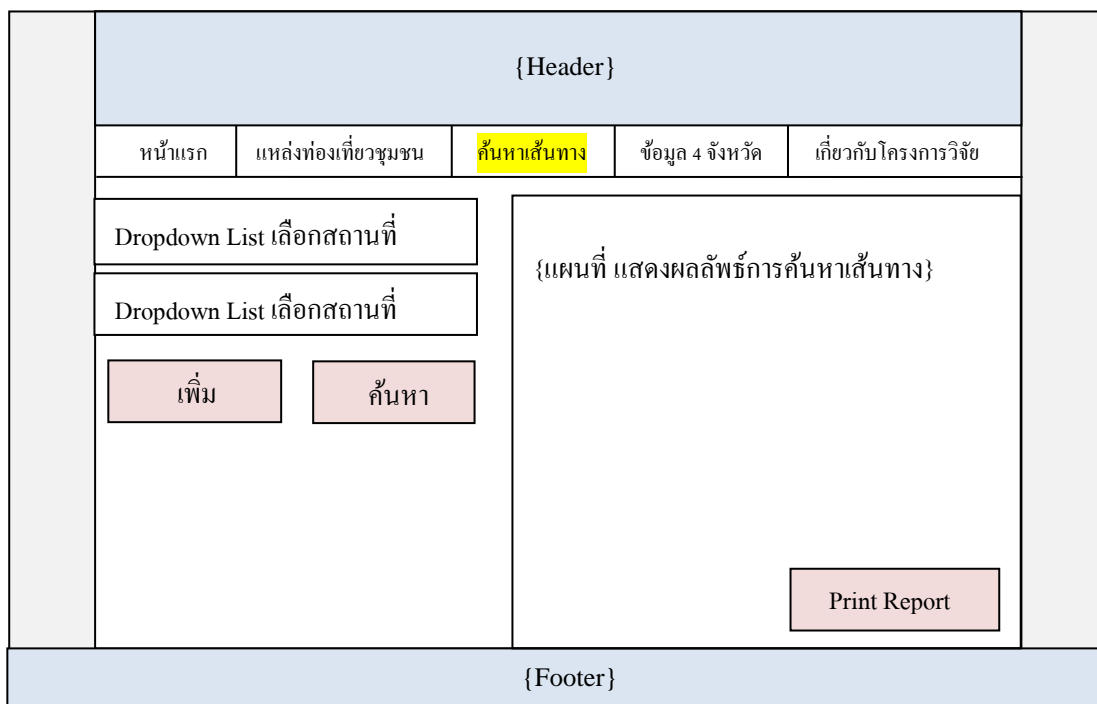 {Header}
หน้าแรก แหล่งท่องเที่ยวชุมชน ค้นหาเส้นทาง ข้อมูล 4 จังหวัด เกี่ยวกับโครงการวิจัย
Dropdown List เลือกสถานที่
Dropdown List เลือกสถานที่
เพิ่ม ค้นหา
{แผนที่ แสดงผลลัพธ์การค้นหาเส้นทาง}
Print Report
{Footer}